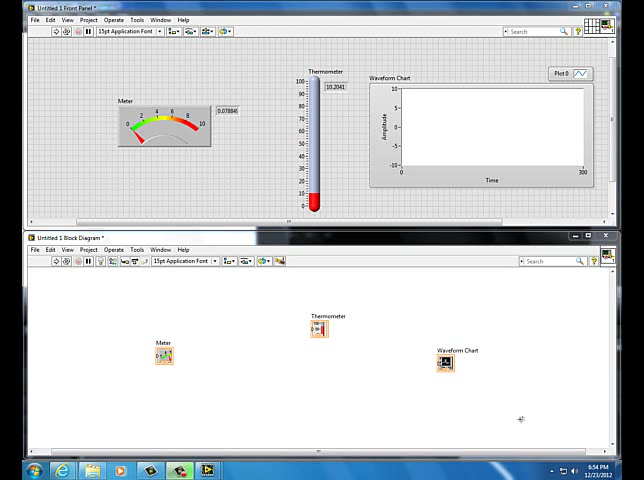 Untitled 1 Front Panel *
File Edit View Project Operate Tools Window Help
15pt Application Font
Search
Meter
0 2 4 6 8 10
Thermometer
10.2041
100
90
80
70
60
50
40
30
20
10
0
Waveform Chart
Plot 0
Amplitude
10
5
0
-5
-10
0 300
Time
Untitled 1 Block Diagram *
File Edit View Project Operate Tools Window Help
15pt Application Font
Search
Thermometer
Meter
Waveform Chart
6:54 PM
12/23/2012